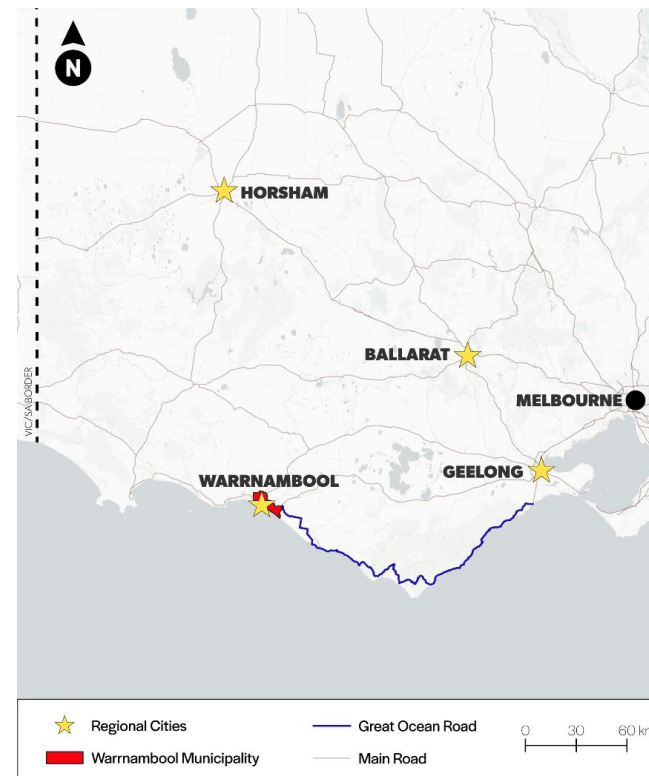 N
HORSHAM
BALLARAT
MELBOURNE
VIC/SA BORDER
GEELONG
WARRNAMBOOL
Regional Cities
Great Ocean Road
0 30 60 km
Warrnambool Municipality
Main Road